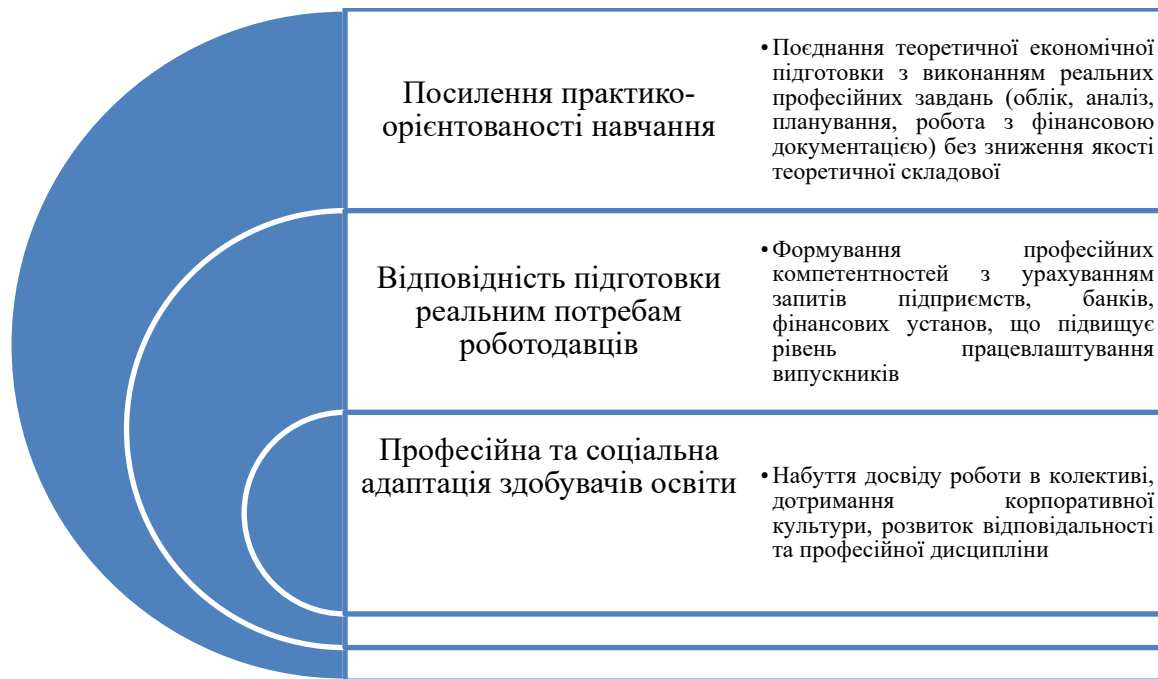 Посилення практико-
орієнтованості навчання
•Поєднання теоретичної економічної
підготовки з виконанням реальних
професійних завдань (облік, аналіз,
планування, робота з фінансовою
документацією) без зниження якості
теоретичної складової
Відповідність підготовки
реальним потребам
роботодавців
•Формування професійних
компетентностей з урахуванням
запитів підприємств, банків,
фінансових установ, що підвищує
рівень працевлаштування
випускників
Професійна та соціальна
адаптація здобувачів освіти
•Набуття досвіду роботи в колективі,
дотримання корпоративної
культури, розвиток відповідальності
та професійної дисципліни